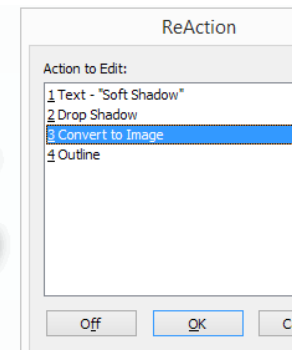 ReAction
Action to Edit:
1 Text - "Soft Shadow"
2 Drop Shadow
3 Convert to Image
4 Outline
Off OK